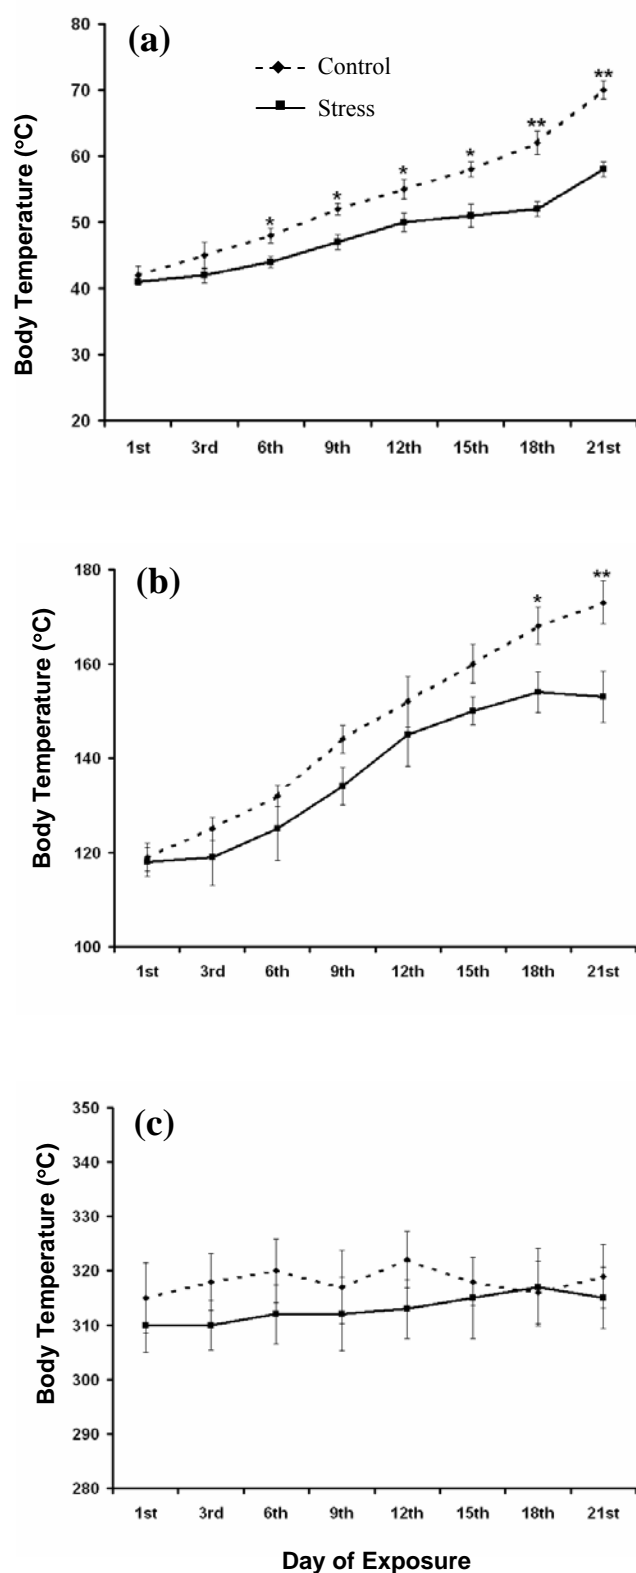 (a)
Control
Stress
Body Temperature (°C)
80
70
60
50
40
30
20
* * * * ** **
1st 3rd 6th 9th 12th 15th 18th 21st
(b)
Body Temperature (°C)
180
160
140
120
100
* **
1st 3rd 6th 9th 12th 15th 18th 21st
(c)
Body Temperature (°C)
350
340
330
320
310
300
290
280
1st 3rd 6th 9th 12th 15th 18th 21st
Day of Exposure